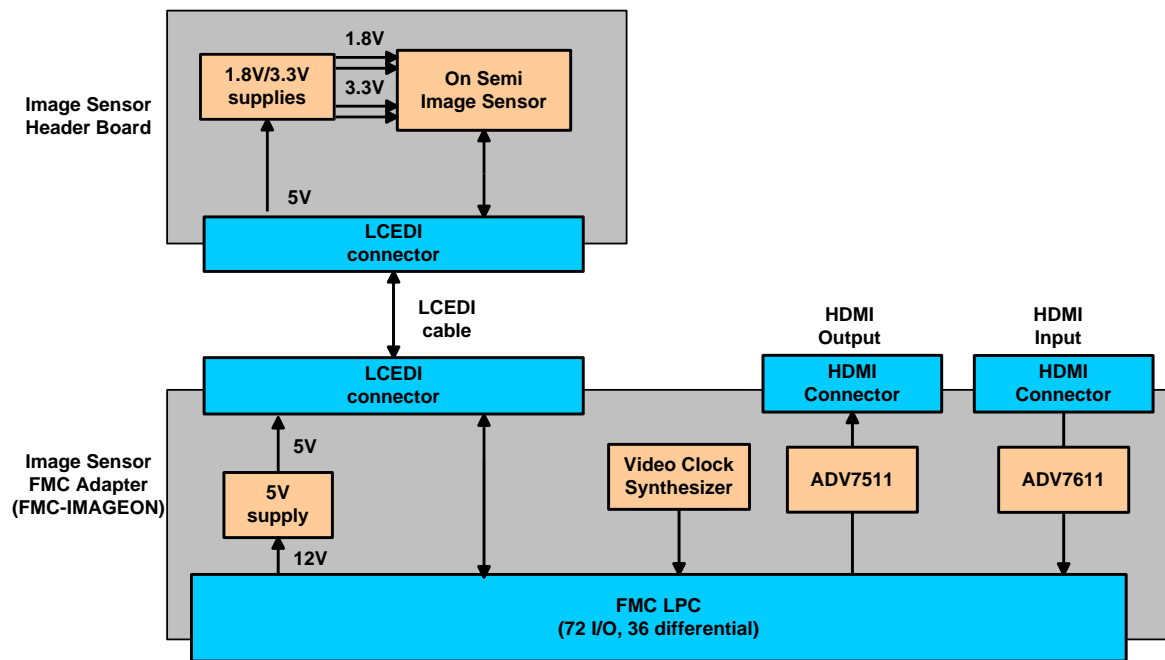 1.8V
1.8V/3.3V
supplies
3.3V
On Semi
Image Sensor
Image Sensor
Header Board
5V
LCEDI
connector
LCEDI
cable
HDMI
Output
HDMI
Input
LCEDI
connector
HDMI
Connector
HDMI
Connector
5V
Image Sensor
FMC Adapter
(FMC-IMAGEON)
5V
supply
Video Clock
Synthesizer
ADV7511
ADV7611
12V
FMC LPC
(72 I/O, 36 differential)